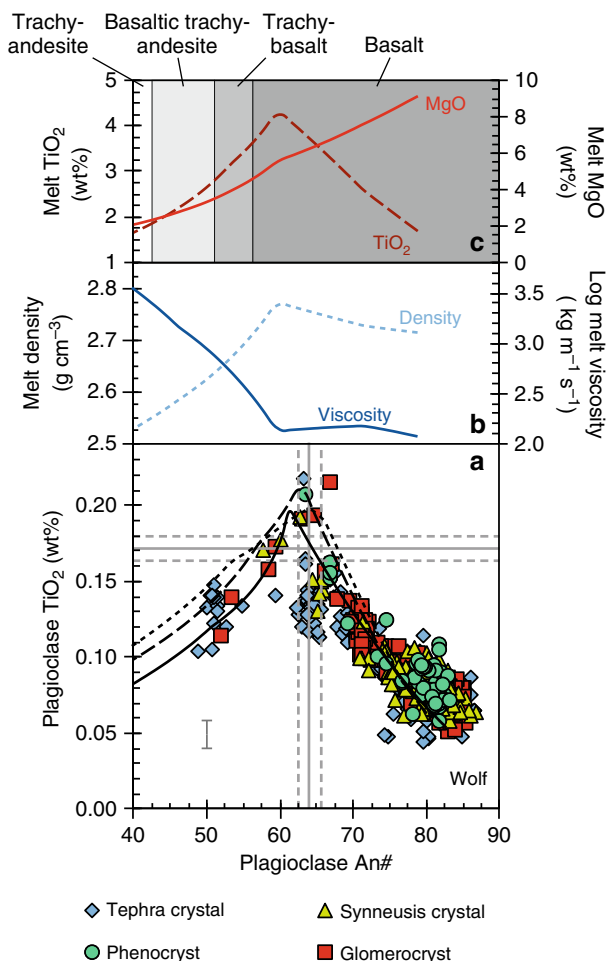 Trachy-
andesite
Basaltic trachy-
andesite
Trachy-
basalt
Basalt
5
4
3
2
1
Melt TiO₂
(wt%)
10
8
6
4
2
0
Melt MgO
(wt%)
MgO
TiO₂
c
2.8
2.7
2.6
2.5
Melt density
(g cm⁻³)
3.5
3.0
2.5
2.0
Log melt viscosity
( kg m⁻¹ s⁻¹)
Density
Viscosity
b
a
0.20
0.15
0.10
0.05
0.00
Plagioclase TiO₂ (wt%)
Wolf
40 50 60 70 80 90
Plagioclase An#
Tephra crystal
Synneusis crystal
Phenocryst
Glomerocryst